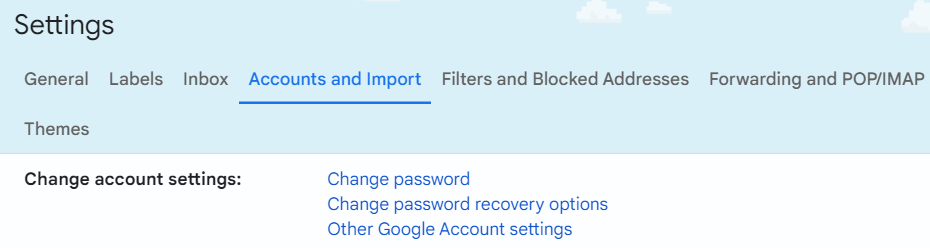 Settings
General Labels Inbox Accounts and Import Filters and Blocked Addresses Forwarding and POP/IMAP
Themes
Change account settings: Change password
Change password recovery options
Other Google Account settings